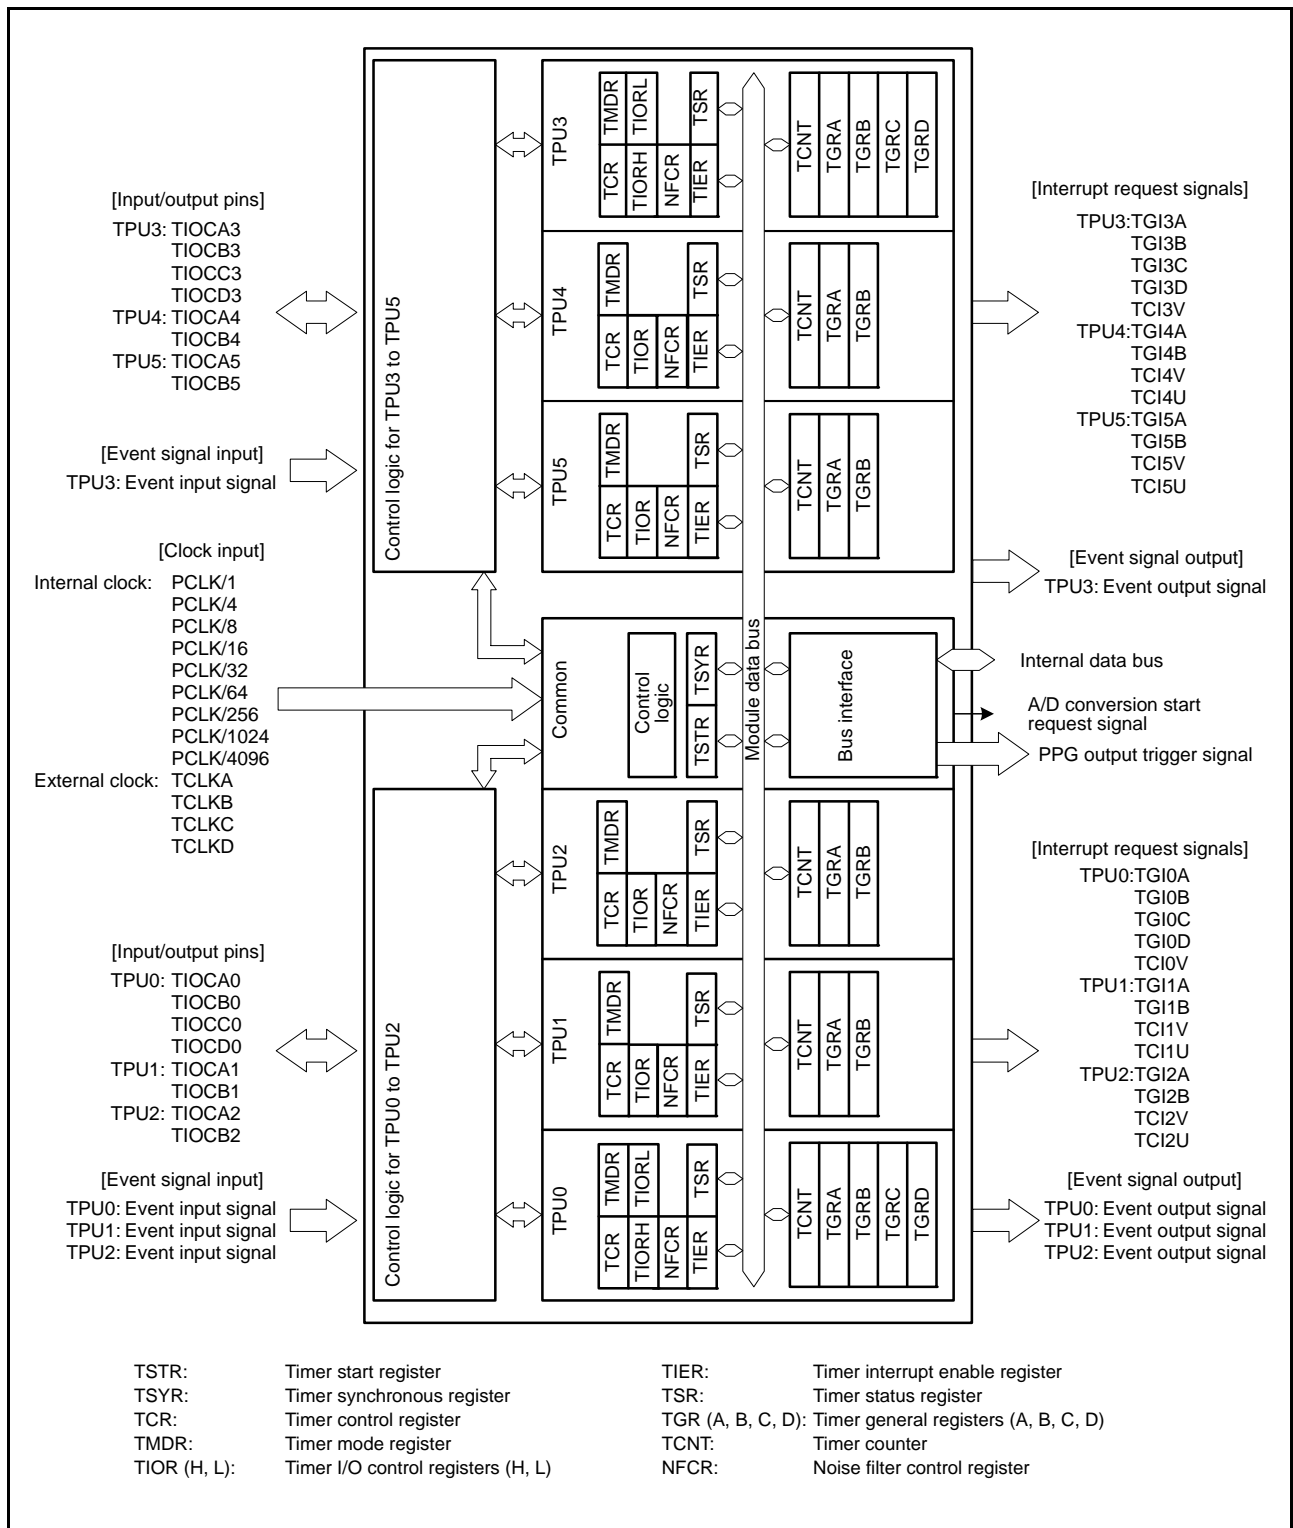 [Input/output pins]
TPU3: TIOCA3
TIOCB3
TIOCC3
TIOCD3
TPU4: TIOCA4
TIOCB4
TPU5: TIOCA5
TIOCB5
[Event signal input]
TPU3: Event input signal
[Clock input]
Internal clock: PCLK/1
PCLK/4
PCLK/8
PCLK/16
PCLK/32
PCLK/64
PCLK/256
PCLK/1024
PCLK/4096
External clock: TCLKA
TCLKB
TCLKC
TCLKD
[Input/output pins]
TPU0: TIOCA0
TIOCB0
TIOCC0
TIOCD0
TPU1: TIOCA1
TIOCB1
TPU2: TIOCA2
TIOCB2
[Event signal input]
TPU0: Event input signal
TPU1: Event input signal
TPU2: Event input signal
Control logic for TPU3 to TPU5
Control logic for TPU0 to TPU2
TPU3
TMDR
TIORL
TSR
TCR
TIORH
NFCR
TIER
TCNT
TGRA
TGRB
TGRC
TGRD
TPU4
TMDR
TSR
TCR
TIOR
NFCR
TIER
TCNT
TGRA
TGRB
TPU5
TMDR
TSR
TCR
TIOR
NFCR
TIER
TCNT
TGRA
TGRB
Common
Control
logic
TSYR
TSTR
Module data bus
Bus interface
TPU2
TMDR
TSR
TCR
TIOR
NFCR
TIER
TCNT
TGRA
TGRB
TPU1
TMDR
TSR
TCR
TIOR
NFCR
TIER
TCNT
TGRA
TGRB
TPU0
TMDR
TIORL
TSR
TCR
TIORH
NFCR
TIER
TCNT
TGRA
TGRB
TGRC
TGRD
[Interrupt request signals]
TPU3:TGI3A
TGI3B
TGI3C
TGI3D
TCI3V
TPU4:TGI4A
TGI4B
TCI4V
TCI4U
TPU5:TGI5A
TGI5B
TCI5V
TCI5U
[Event signal output]
TPU3: Event output signal
Internal data bus
A/D conversion start
request signal
PPG output trigger signal
[Interrupt request signals]
TPU0:TGI0A
TGI0B
TGI0C
TGI0D
TCI0V
TPU1:TGI1A
TGI1B
TCI1V
TCI1U
TPU2:TGI2A
TGI2B
TCI2V
TCI2U
[Event signal output]
TPU0: Event output signal
TPU1: Event output signal
TPU2: Event output signal
TSTR: Timer start register
TSYR: Timer synchronous register
TCR: Timer control register
TMDR: Timer mode register
TIOR (H, L): Timer I/O control registers (H, L)
TIER: Timer interrupt enable register
TSR: Timer status register
TGR (A, B, C, D): Timer general registers (A, B, C, D)
TCNT: Timer counter
NFCR: Noise filter control register